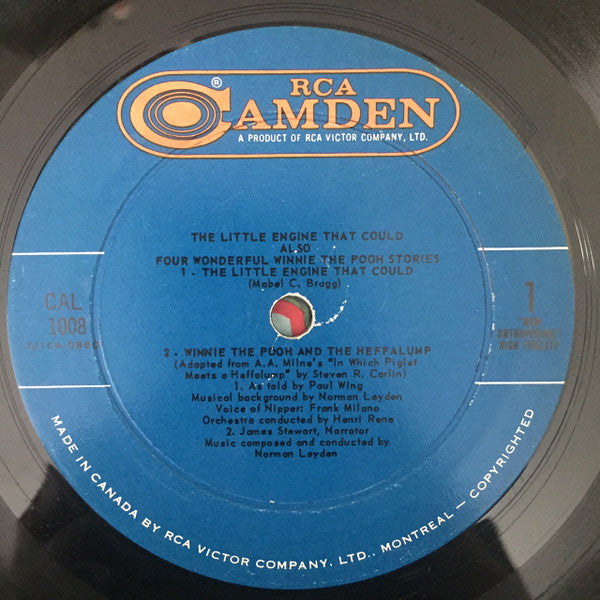 RCA
CAMDEN ®
A PRODUCT OF RCA VICTOR COMPANY, LTD.
THE LITTLE ENGINE THAT COULD
ALSO
FOUR WONDERFUL WINNIE THE POOH STORIES
1 - THE LITTLE ENGINE THAT COULD
(Mabel C. Bragg)
CAL
1008
1
"NEW
ORTHOPHONIC"
HIGH FIDELITY
2 - WINNIE THE POOH AND THE HEFFALUMP
(Adapted from A.A. Milne's "In Which Piglet
Meets a Heffalump" by Steven R. Carlin)
1. As told by Paul Wing
Musical background by Norman Leyden
Voice of Nipper: Frank Milano
Orchestra conducted by Henri Rene
2. James Stewart, Narrator
Music composed and conducted by
Norman Leyden
MADE IN CANADA BY RCA VICTOR COMPANY, LTD., MONTREAL — COPYRIGHTED